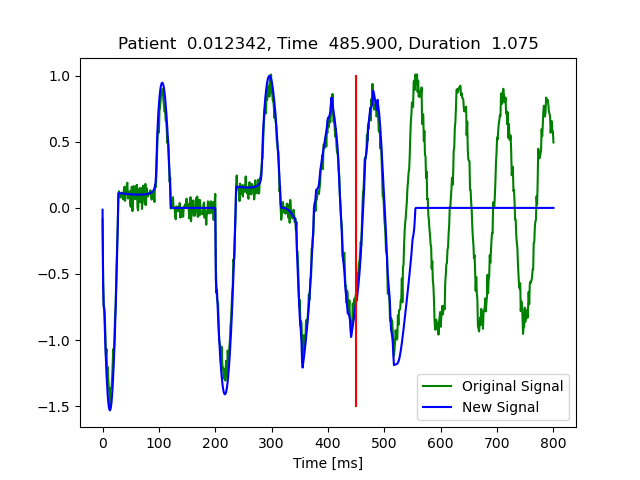 Patient  0.012342, Time  485.900, Duration  1.075
1.0
0.5
0.0
−0.5
−1.0
−1.5
0 100 200 300 400 500 600 700 800
Time [ms]
Original Signal
New Signal